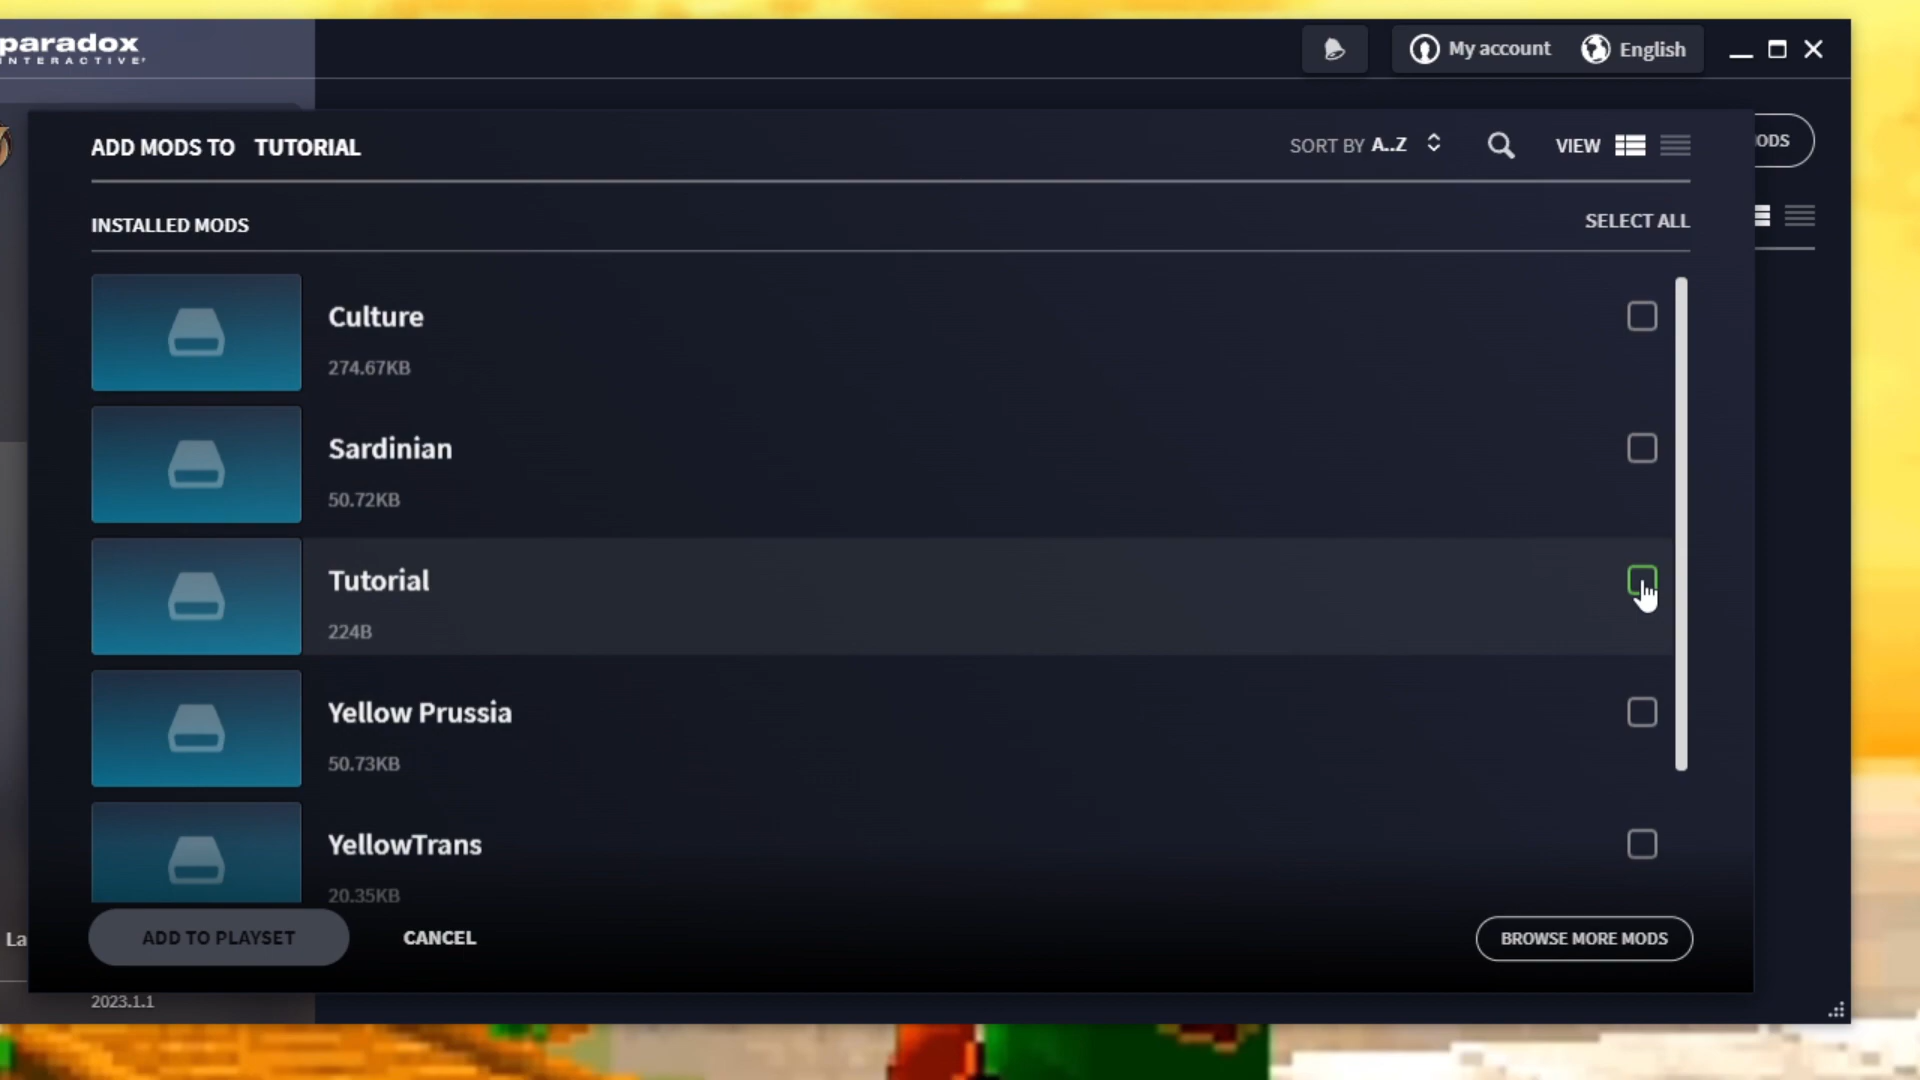 paradox
INTERACTIVE
My account
English
ADD MODS TO TUTORIAL
SORT BY A..Z
VIEW
ODS
INSTALLED MODS
SELECT ALL
Culture
274.67KB
Sardinian
50.72KB
Tutorial
224B
Yellow Prussia
50.73KB
YellowTrans
20.35KB
La
ADD TO PLAYSET
CANCEL
BROWSE MORE MODS
2023.1.1